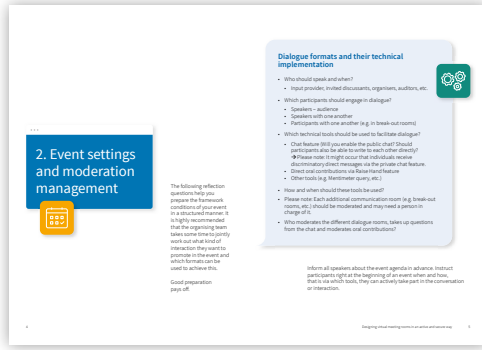 2. Event settings
and moderation
management
The following reflection
questions help you
prepare the framework
conditions of your event
in a structured manner. It
is highly recommended
that the organising team
takes some time to jointly
work out what kind of
interaction they want to
promote in the event and
which formats can be
used to achieve this.
Good preparation
pays off.
Dialogue formats and their technical
implementation
• Who should speak and when?
• Input provider, invited discussants, organisers, auditors, etc.
• Which participants should engage in dialogue?
• Speakers – audience
• Speakers with one another
• Participants with one another (e.g. in break-out rooms)
• Which technical tools should be used to facilitate dialogue?
• Chat feature (Will you enable the public chat? Should
participants also be able to write to each other directly?
→ Please note: It might occur that individuals receive
discriminatory direct messages via the private chat feature.
• Direct oral contributions via Raise Hand feature
• Other tools (e.g. Mentimeter query, etc.)
• How and when should these tools be used?
• Please note: Each additional communication room (e.g. break-out
rooms, etc.) should be moderated and may need a person in
charge of it.
• Who moderates the different dialogue rooms, takes up questions
from the chat and moderates oral contributions?
Inform all speakers about the event agenda in advance. Instruct
participants right at the beginning of an event when and how,
that is via which tools, they can actively take part in the conversation
or interaction.